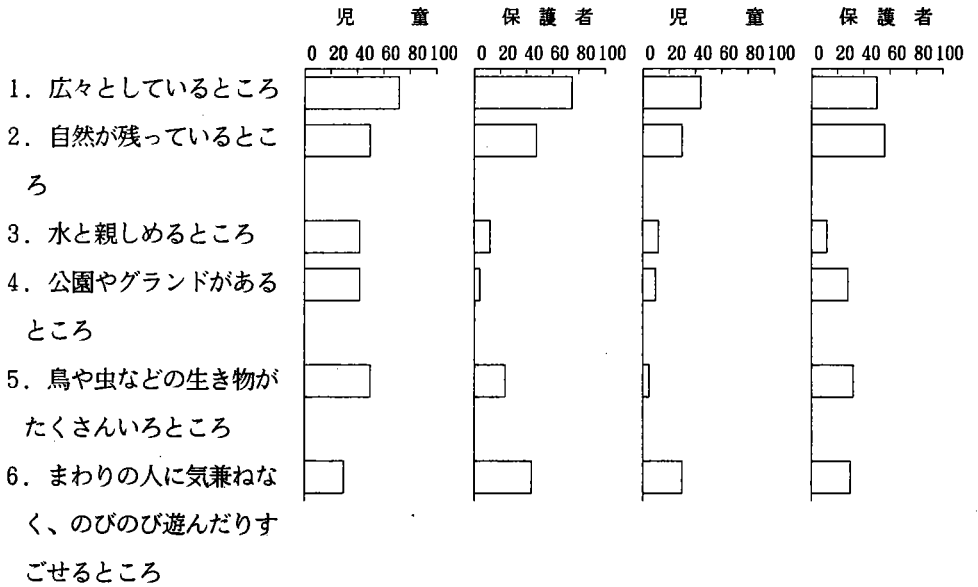 児 童 保 護 者 児 童 保 護 者
0 20 40 60 80 100 0 20 40 60 80 100 0 20 40 60 80 100 0 20 40 60 80 100
1．広々としているところ
2．自然が残っているとこ
ろ
3．水と親しめるところ
4．公園やグランドがある
ところ
5．鳥や虫などの生き物が
たくさんいろところ
6．まわりの人に気兼ねな
く、のびのび遊んだりす
ごせるところ